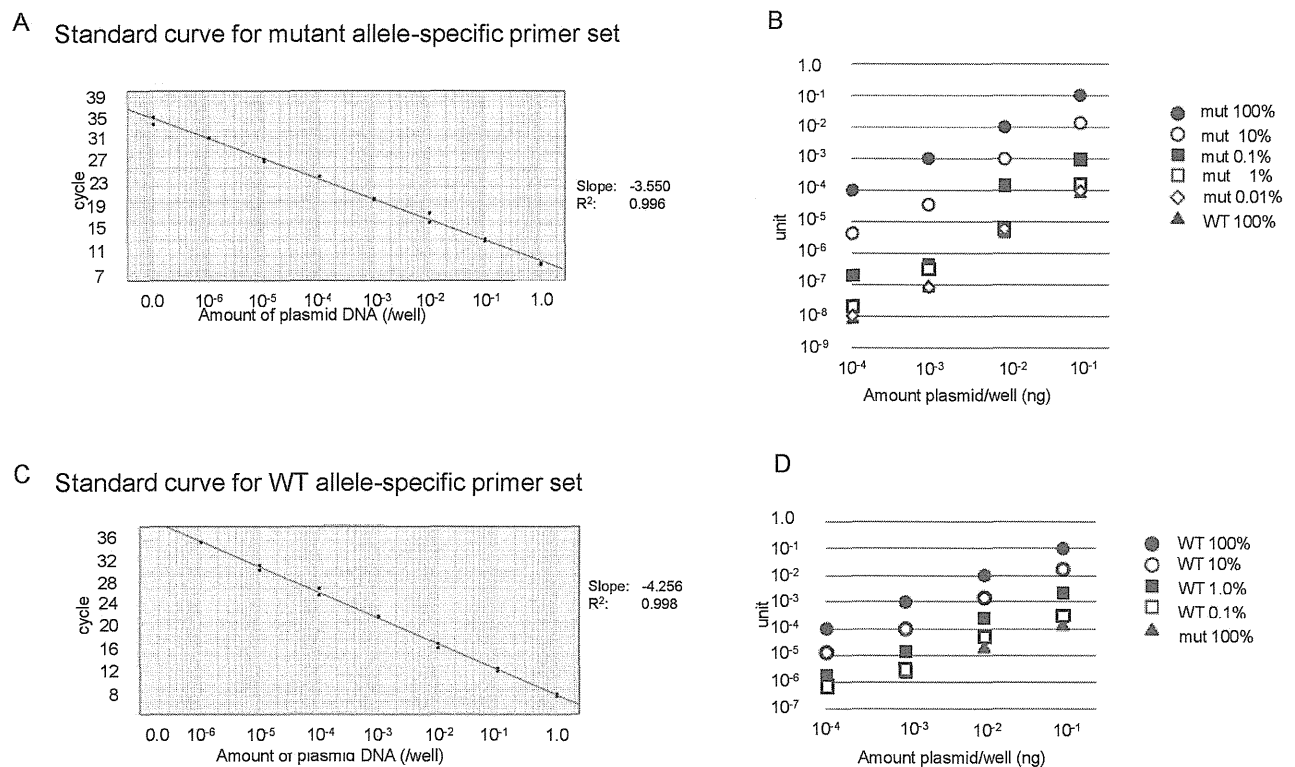 A
Standard curve for mutant allele-specific primer set
39
35
31
27
23
19
15
11
7
cycle
0.0 10⁻⁶ 10⁻⁵ 10⁻⁴ 10⁻³ 10⁻² 10⁻¹ 1.0
Amount of plasmid DNA (/well)
Slope: -3.550
R²: 0.996
B
1.0
10⁻¹
10⁻²
10⁻³
10⁻⁴
10⁻⁵
10⁻⁶
10⁻⁷
10⁻⁸
10⁻⁹
unit
10⁻⁴ 10⁻³ 10⁻² 10⁻¹
Amount plasmid/well (ng)
mut 100%
mut 10%
mut 0.1%
mut 1%
mut 0.01%
WT 100%
C
Standard curve for WT allele-specific primer set
36
32
28
24
20
16
12
8
cycle
0.0 10⁻⁶ 10⁻⁵ 10⁻⁴ 10⁻³ 10⁻² 10⁻¹ 1.0
Amount of plasmid DNA (/well)
Slope: -4.256
R²: 0.998
D
1.0
10⁻¹
10⁻²
10⁻³
10⁻⁴
10⁻⁵
10⁻⁶
10⁻⁷
unit
10⁻⁴ 10⁻³ 10⁻² 10⁻¹
Amount plasmid/well (ng)
WT 100%
WT 10%
WT 1.0%
WT 0.1%
mut 100%